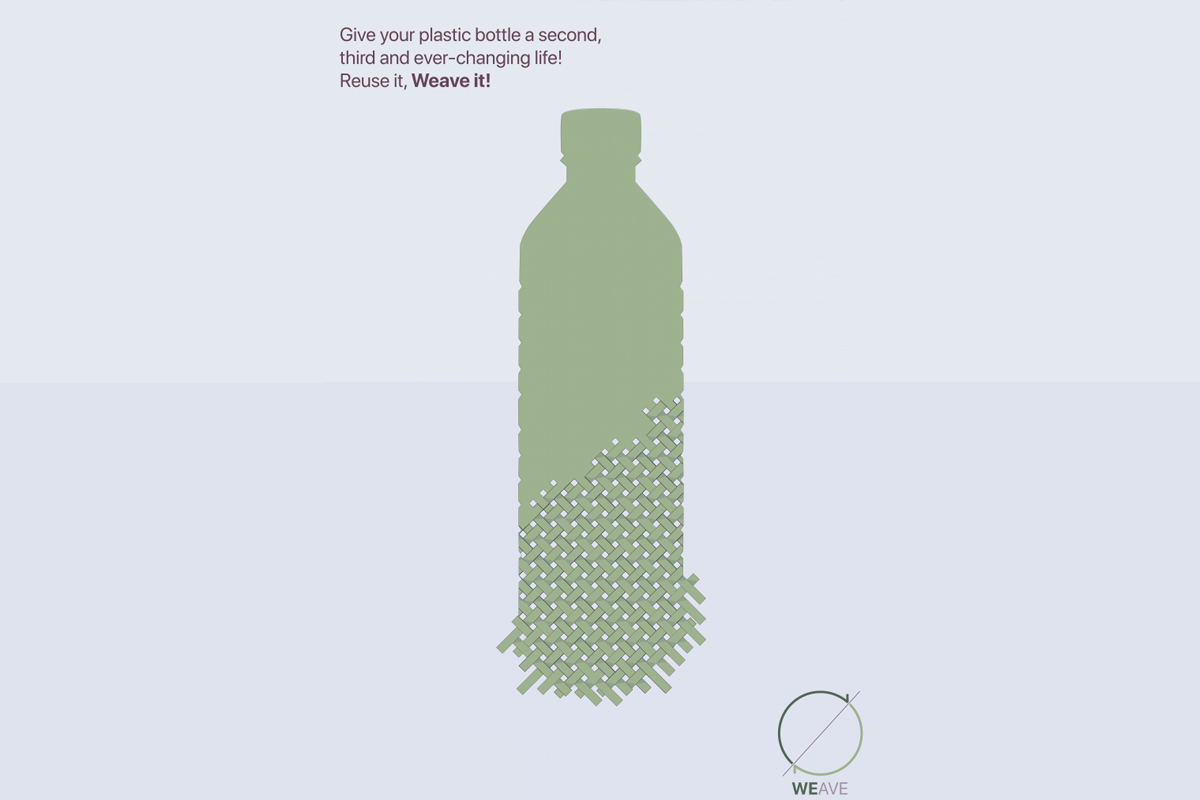 Give your plastic bottle a second,
third and ever-changing life!
Reuse it, Weave it!
WEAVE